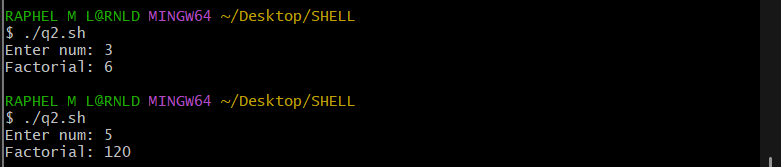 RAPHEL M L@RNLD MINGW64 ~/Desktop/SHELL
$ ./q2.sh
Enter num: 3
Factorial: 6
RAPHEL M L@RNLD MINGW64 ~/Desktop/SHELL
$ ./q2.sh
Enter num: 5
Factorial: 120